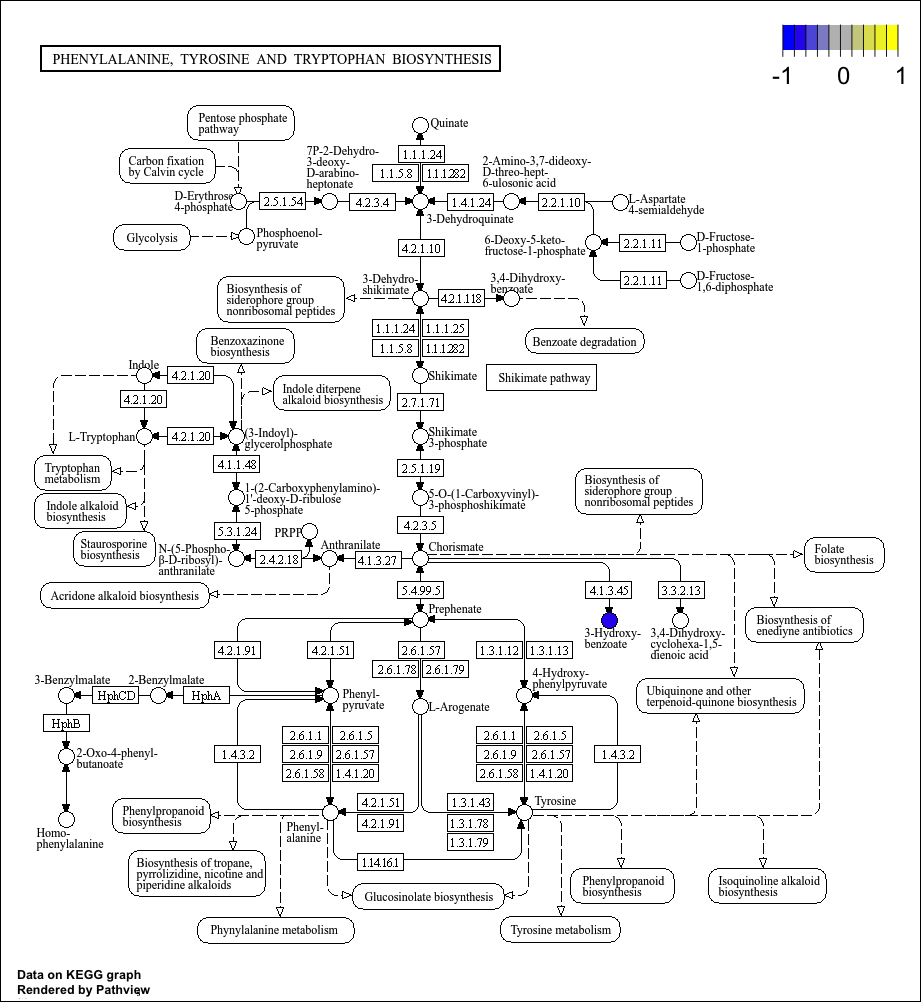 PHENYLALANINE, TYROSINE AND TRYPTOPHAN BIOSYNTHESIS
-1
0
1
Pentose phosphate
pathway
Quinate
Carbon fixation
by Calvin cycle
7P-2-Dehydro-
3-deoxy-
D-arabino-
heptonate
1.1.1.24
1.1.5.8
1.1.1.282
2-Amino-3,7-dideoxy-
D-threo-hept-
6-ulosonic acid
D-Erythrose
4-phosphate
2.5.1.54
4.2.3.4
1.4.1.24
2.2.1.10
L-Aspartate
4-semialdehyde
3-Dehydroquinate
Glycolysis
Phosphoenol-
pyruvate
4.2.1.10
6-Deoxy-5-keto-
fructose-1-phosphate
2.2.1.11
D-Fructose-
1-phosphate
2.2.1.11
D-Fructose-
1,6-diphosphate
3-Dehydro-
shikimate
3,4-Dihydroxy-
benzoate
Biosynthesis of
siderophore group
nonribosomal peptides
4.2.1.118
Benzoate degradation
1.1.1.24
1.1.1.25
1.1.5.8
1.1.1.282
Benzoxazinone
biosynthesis
Indole
4.2.1.20
Shikimate
Shikimate pathway
4.2.1.20
Indole diterpene
alkaloid biosynthesis
2.7.1.71
L-Tryptophan
4.2.1.20
(3-Indoyl)-
glycerolphosphate
Shikimate
3-phosphate
Tryptophan
metabolism
4.1.1.48
2.5.1.19
Indole alkaloid
biosynthesis
1-(2-Carboxyphenylamino)-
1'-deoxy-D-ribulose
5-phosphate
5-O-(1-Carboxyvinyl)-
3-phosphoshikimate
Biosynthesis of
siderophore group
nonribosomal peptides
Staurosporine
biosynthesis
5.3.1.24
PRPP
4.2.3.5
N-(5-Phospho-
β-D-ribosyl)-
anthranilate
2.4.2.18
Anthranilate
4.1.3.27
Chorismate
Folate
biosynthesis
Acridone alkaloid biosynthesis
5.4.99.5
4.1.3.45
3.3.2.13
Prephenate
3-Hydroxy-
benzoate
3,4-Dihydroxy-
cyclohexa-1,5-
dienoic acid
Biosynthesis of
enediyne antibiotics
4.2.1.91
4.2.1.51
2.6.1.57
2.6.1.78
2.6.1.79
1.3.1.12
1.3.1.13
3-Benzylmalate
2-Benzylmalate
4-Hydroxy-
phenylpyruvate
HphCD
HphA
Phenyl-
pyruvate
L-Arogenate
Ubiquinone and other
terpenoid-quinone biosynthesis
HphB
2-Oxo-4-phenyl-
butanoate
1.4.3.2
2.6.1.1
2.6.1.5
2.6.1.9
2.6.1.57
2.6.1.58
1.4.1.20
2.6.1.1
2.6.1.5
2.6.1.9
2.6.1.57
2.6.1.58
1.4.1.20
1.4.3.2
Homo-
phenylalanine
Phenylpropanoid
biosynthesis
Phenyl-
alanine
4.2.1.51
4.2.1.91
1.3.1.43
1.3.1.78
1.3.1.79
Tyrosine
Biosynthesis of tropane,
pyrrolizidine, nicotine and
piperidine alkaloids
1.14.16.1
Glucosinolate biosynthesis
Phenylpropanoid
biosynthesis
Isoquinoline alkaloid
biosynthesis
Phynylalanine metabolism
Tyrosine metabolism
Data on KEGG graph
Rendered by Pathview